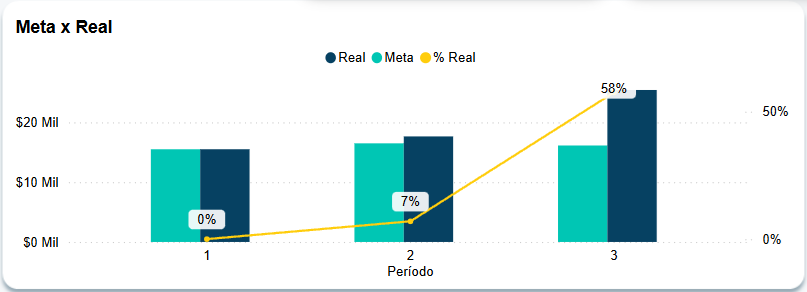 Meta x Real
Real Meta % Real
58%
$20 Mil
50%
$10 Mil
7%
0%
$0 Mil
0%
1 2 3
Período